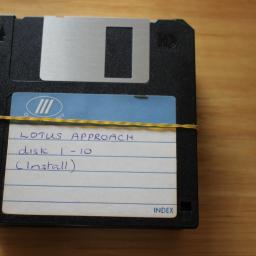 LOTUS APPROACH
disk 1-10
(Install)
INDEX